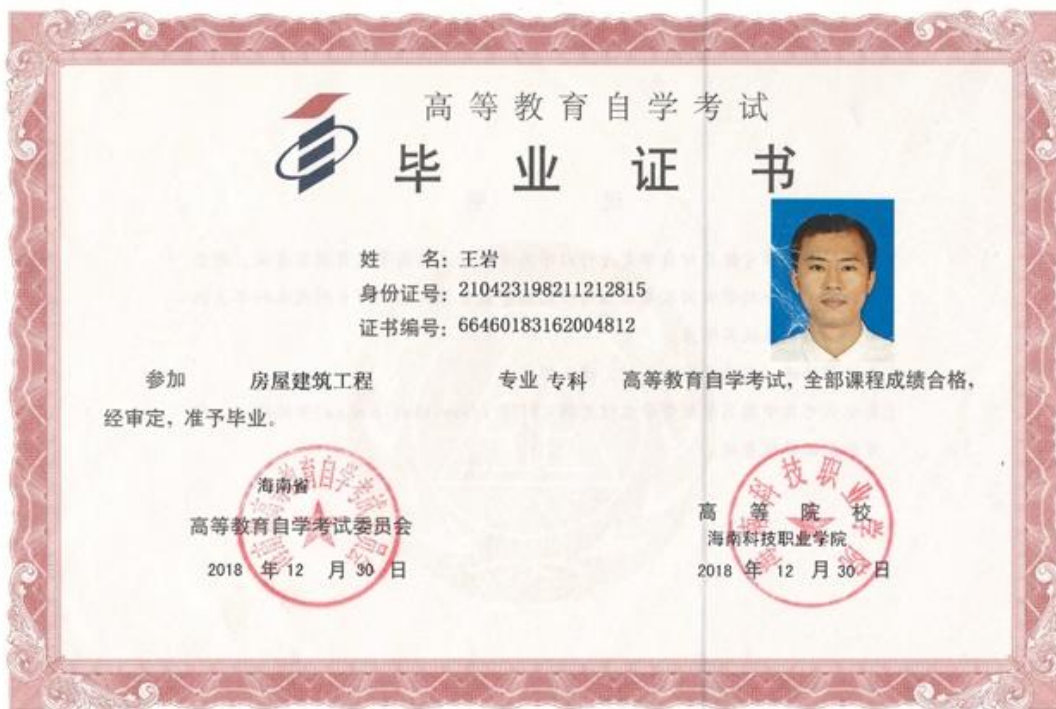 高等教育自学考试
毕业证书
姓 名：王岩
身份证号：210423198211212815
证书编号：66460183162004812
参加 房屋建筑工程 专业 专科 高等教育自学考试，全部课程成绩合格，
经审定，准予毕业。
海南省
高等教育自学考试委员会
2018 年 12 月 30 日
高等院校
海南科技职业学院
2018 年 12 月 30 日